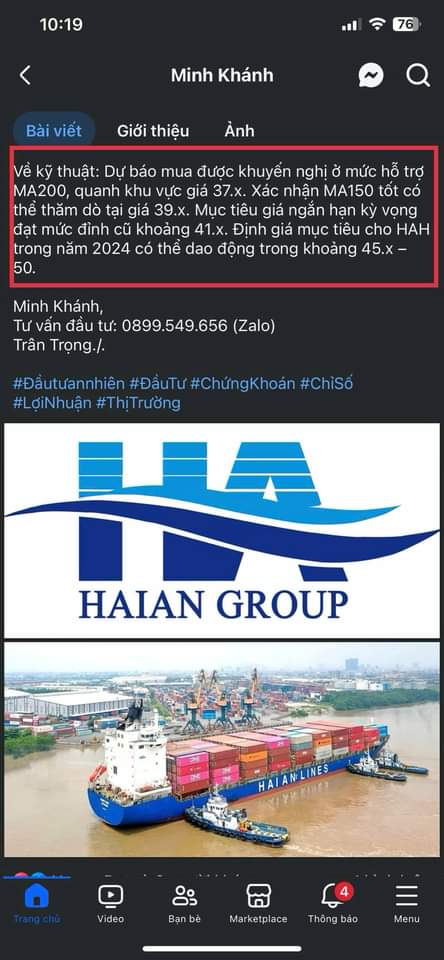 10:19
76
Minh Khánh
Bài viết
Giới thiệu
Ảnh
Về kỹ thuật: Dự báo mua được khuyến nghị ở mức hỗ trợ
MA200, quanh khu vực giá 37.x. Xác nhận MA150 tốt có
thể thăm dò tại giá 39.x. Mục tiêu giá ngắn hạn kỳ vọng
đạt mức đỉnh cũ khoảng 41.x. Định giá mục tiêu cho HAH
trong năm 2024 có thể dao động trong khoảng 45.x –
50.
Minh Khánh,
Tư vấn đầu tư: 0899.549.656 (Zalo)
Trân Trọng./.
#Đầutưannhiên #ĐầuTư #ChứngKhoán #ChỉSố
#LợiNhuận #ThịTrường
HA
HAIAN GROUP
HAIAN LINES
4
Trang chủ
Video
Bạn bè
Marketplace
Thông báo
Menu